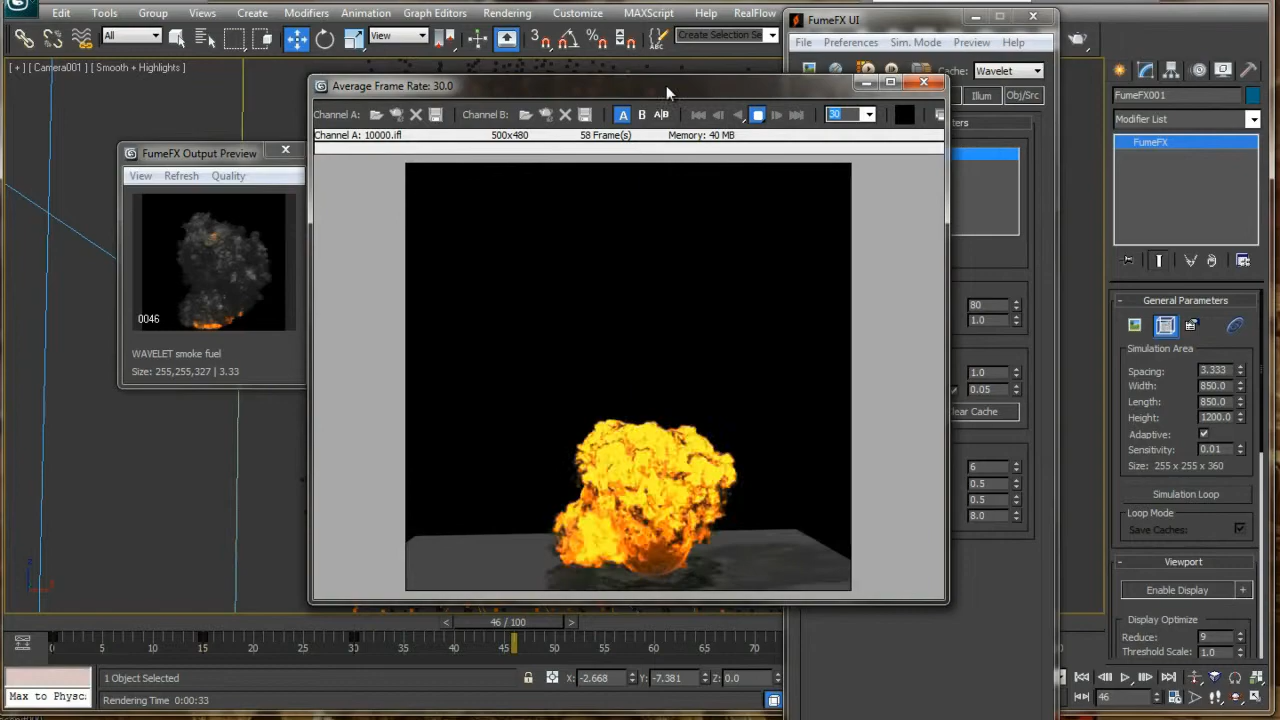 Edit Tools Group Views Create Modifiers Animation Graph Editors Rendering Customize MAXScript Help RealFlow
FumeFX UI
File Preferences Sim. Mode Preview Help
All View Create Selection Se
Cache: Wavelet
[ + ] [ Camera001 ] [ Smooth + Highlights ]
Average Frame Rate: 30.0
Illum Obj/Src
FumeFX001
Channel A: Channel B: A B A|B 30
Modifier List
Channel A: 10000.ifl 500x480 58 Frame(s) Memory: 40 MB
FumeFX
FumeFX Output Preview
View Refresh Quality
0046
WAVELET smoke fuel
Size: 255,255,327 | 3.33
80
1.0
1.0
0.05
lear Cache
6
0.5
0.5
8.0
General Parameters
Simulation Area
Spacing: 3.333
Width: 850.0
Length: 850.0
Height: 1200.0
Adaptive:
Sensitivity: 0.01
Size: 255 x 255 x 360
Simulation Loop
Loop Mode
Save Caches:
Viewport
Enable Display +
Display Optimize
Reduce: 9
Threshold Scale: 1.0
< 46 / 100 >
0 5 10 15 20 25 30 35 40 45 50 55 60 65 70
1 Object Selected X: -2.668 Y: -7.381 Z: 0.0
Max to Physc
Rendering Time 0:00:33
46